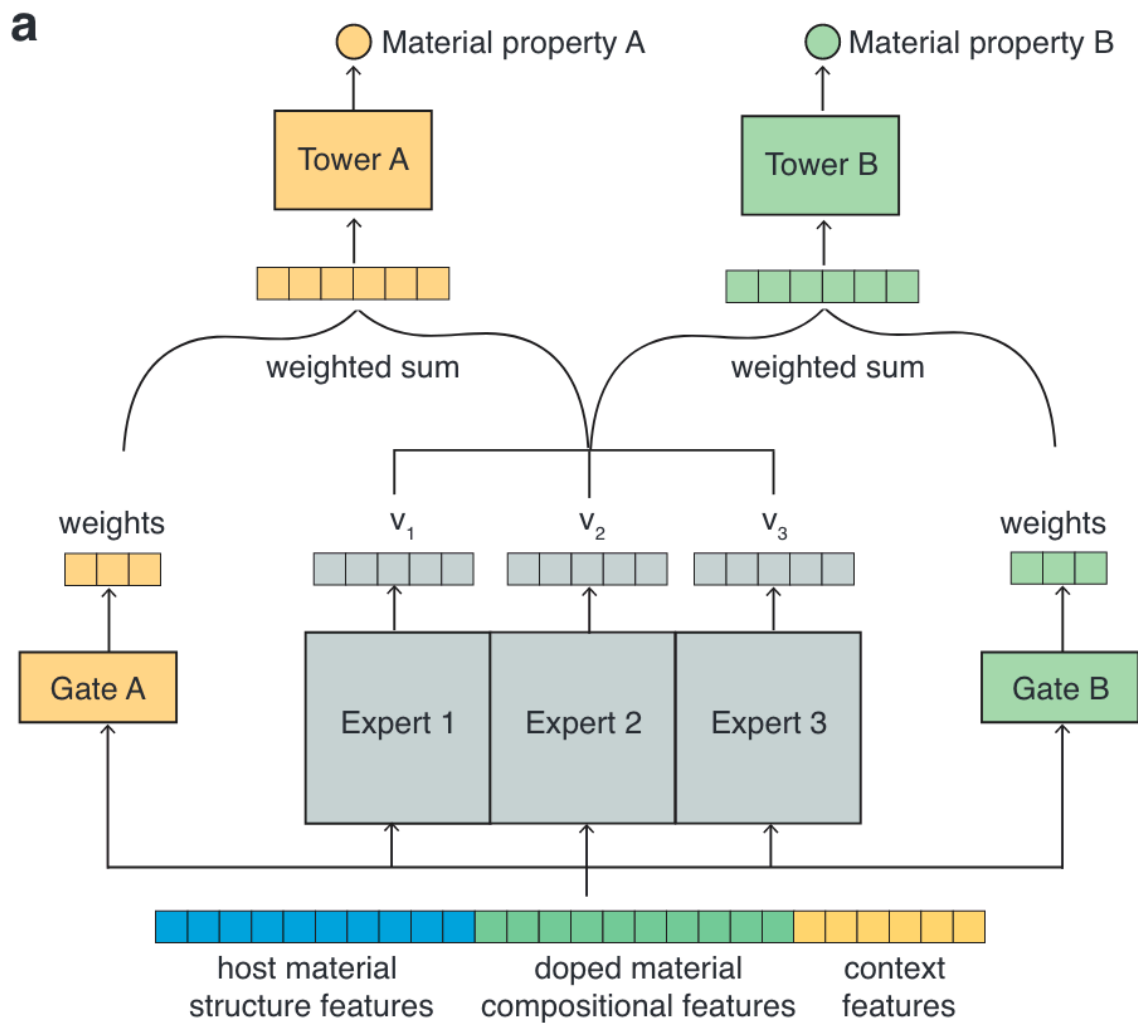 a
Material property A
Material property B
Tower A
Tower B
weighted sum
weighted sum
weights
v1
v2
v3
weights
Gate A
Expert 1
Expert 2
Expert 3
Gate B
host material
structure features
doped material
compositional features
context
features